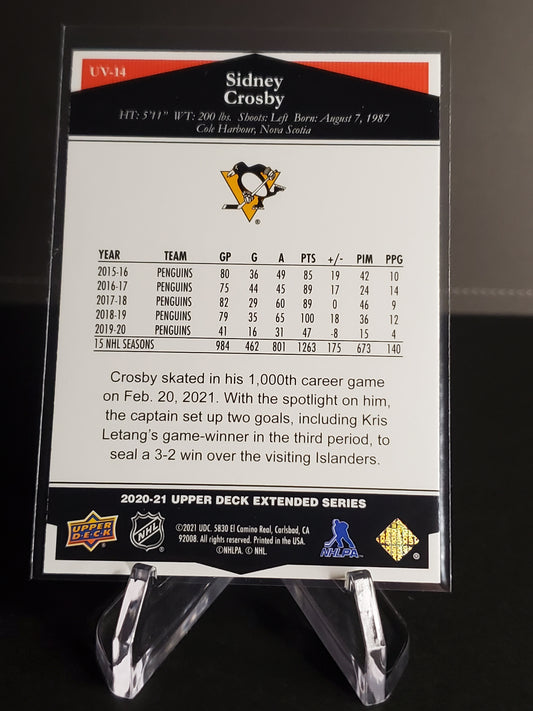 UV-14
Sidney
Crosby
HT: 5'11" WT: 200 lbs. Shoots: Left Born: August 7, 1987
Cole Harbour, Nova Scotia
®
YEAR TEAM GP G A PTS +/- PIM PPG
2015-16 PENGUINS 80 36 49 85 19 42 10
2016-17 PENGUINS 75 44 45 89 17 24 14
2017-18 PENGUINS 82 29 60 89 0 46 9
2018-19 PENGUINS 79 35 65 100 18 36 12
2019-20 PENGUINS 41 16 31 47 -8 15 4
15 NHL SEASONS 984 462 801 1263 175 673 140
Crosby skated in his 1,000th career game
on Feb. 20, 2021. With the spotlight on him,
the captain set up two goals, including Kris
Letang's game-winner in the third period, to
seal a 3-2 win over the visiting Islanders.
2020-21 UPPER DECK EXTENDED SERIES
UPPER
D·E·C·K
NHL
®
©2021 UDC. 5830 El Camino Real, Carlsbad, CA
92008. All rights reserved. Printed in the USA.
©NHLPA. © NHL.
NHLPA
®